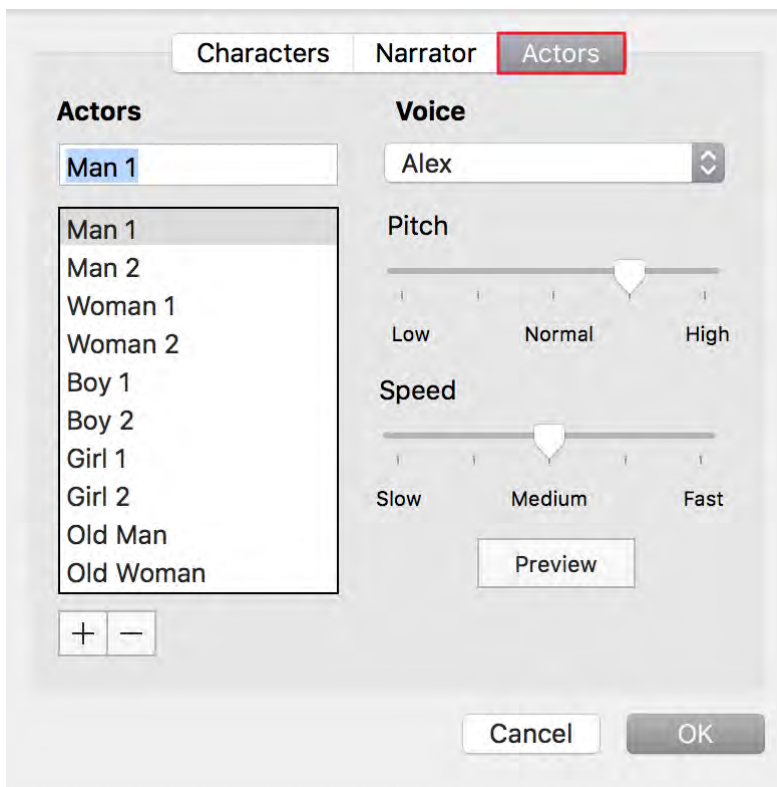 Characters Narrator Actors
Actors
Man 1
Man 1
Man 2
Woman 1
Woman 2
Boy 1
Boy 2
Girl 1
Girl 2
Old Man
Old Woman
+ −
Voice
Alex
Pitch
Low Normal High
Speed
Slow Medium Fast
Preview
Cancel OK